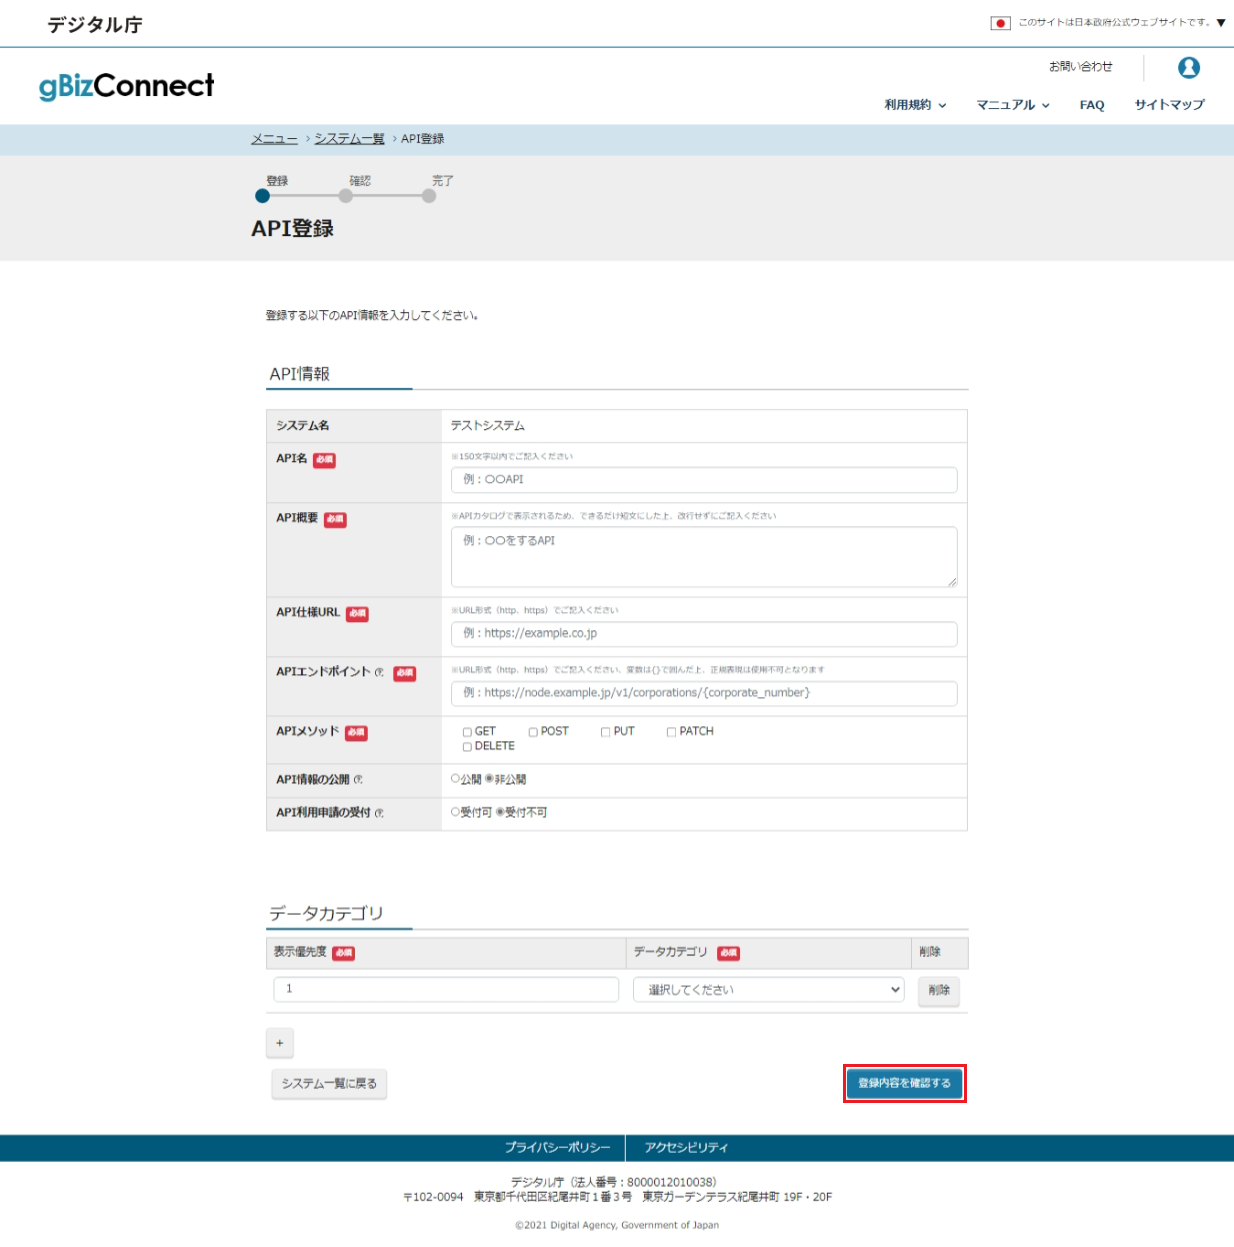 デジタル庁
このサイトは日本政府公式ウェブサイトです。▼
gBizConnect
お問い合わせ
利用規約 マニュアル FAQ サイトマップ
メニュー › システム一覧 › API登録
登録 確認 完了
API登録
登録する以下のAPI情報を入力してください。
API情報
システム名 テストシステム
API名 必須 ※150文字以内でご記入ください
例：〇〇API
API概要 必須 ※APIカタログで表示されるため、できるだけ短文にした上、改行せずにご記入ください
例：〇〇をするAPI
API仕様URL 必須 ※URL形式（http、https）でご記入ください
例：https://example.co.jp
APIエンドポイント ? 必須 ※URL形式（http、https）でご記入ください、変数は{}で囲んだ上、正規表現は使用不可となります
例：https://node.example.jp/v1/corporations/{corporate_number}
APIメソッド 必須 GET POST PUT PATCH
DELETE
API情報の公開 ? 公開 非公開
API利用申請の受付 ? 受付可 受付不可
データカテゴリ
表示優先度 必須 データカテゴリ 必須 削除
1 選択してください 削除
+
システム一覧に戻る 登録内容を確認する
プライバシーポリシー アクセシビリティ
デジタル庁（法人番号：8000012010038）
〒102-0094 東京都千代田区紀尾井町１番３号 東京ガーデンテラス紀尾井町 19F・20F
©2021 Digital Agency, Government of Japan